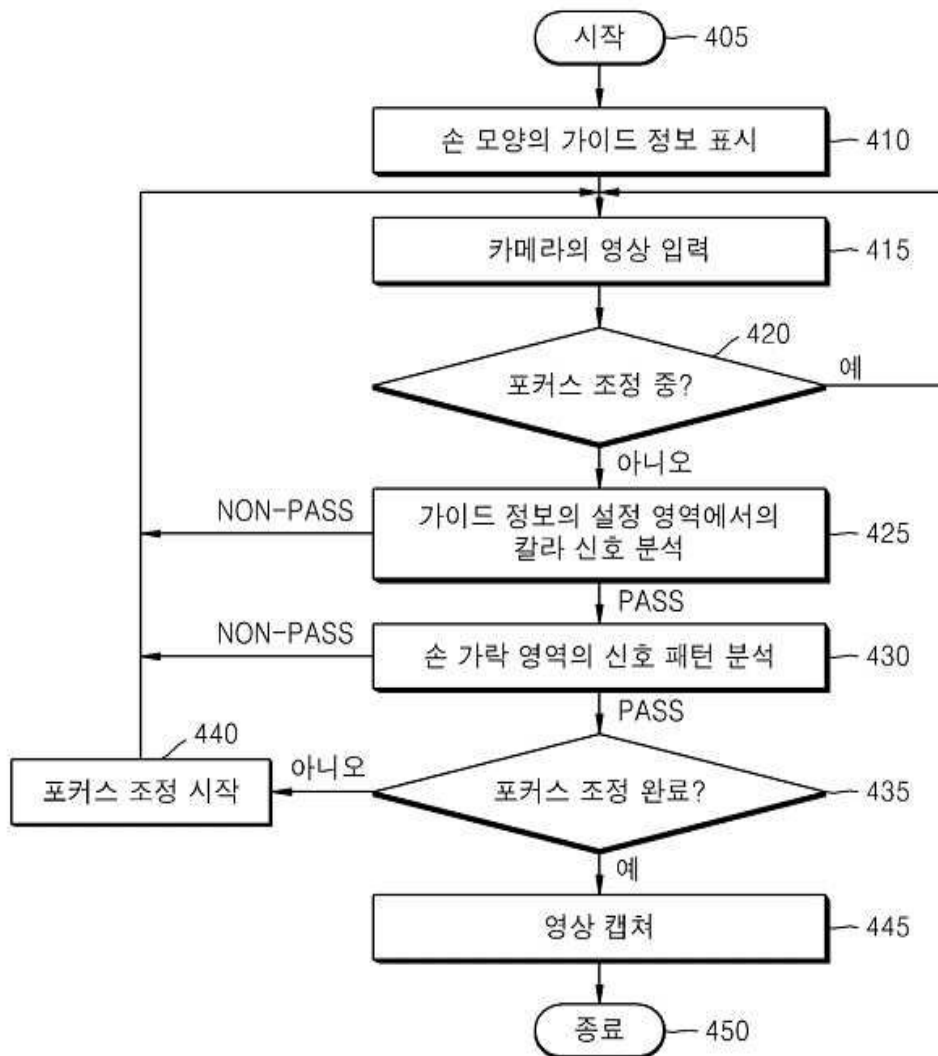 시작
405
손 모양의 가이드 정보 표시
410
카메라의 영상 입력
415
420
포커스 조정 중?
예
아니오
NON-PASS
가이드 정보의 설정 영역에서의
칼라 신호 분석
425
PASS
NON-PASS
손 가락 영역의 신호 패턴 분석
430
PASS
440
포커스 조정 시작
아니오
포커스 조정 완료?
435
예
영상 캡쳐
445
종료
450